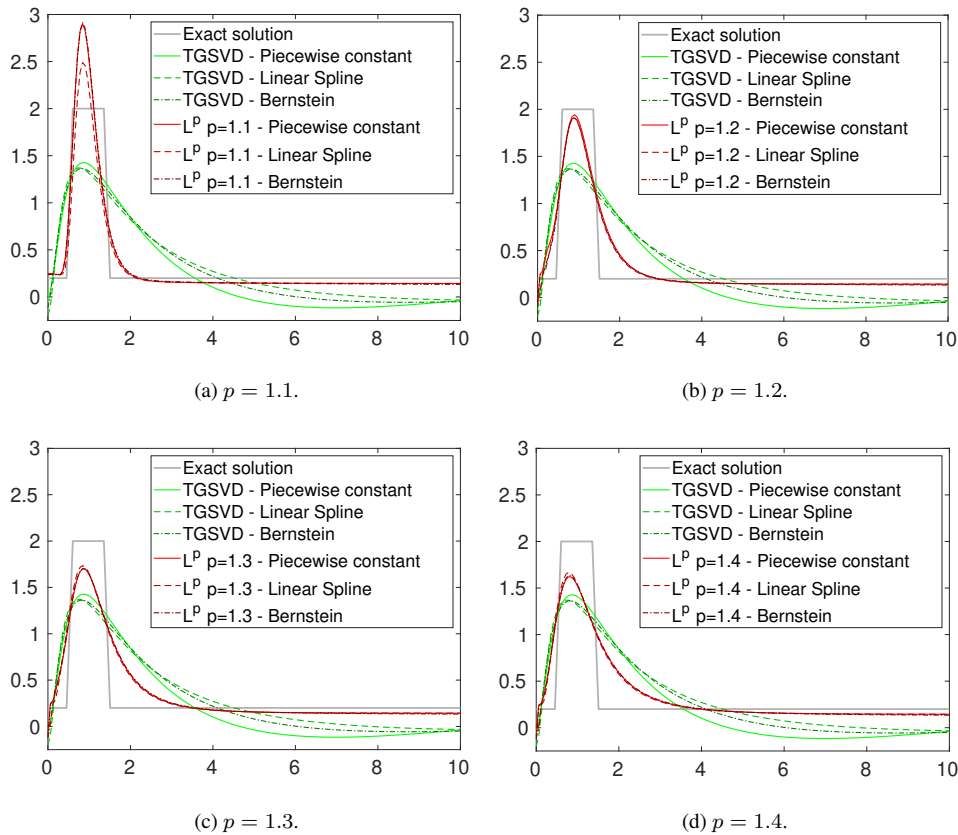 3
2.5
2
1.5
1
0.5
0
0 2 4 6 8 10
Exact solution
TGSVD - Piecewise constant
TGSVD - Linear Spline
TGSVD - Bernstein
L^p p=1.1 - Piecewise constant
L^p p=1.1 - Linear Spline
L^p p=1.1 - Bernstein
(a) p = 1.1.
3
2.5
2
1.5
1
0.5
0
0 2 4 6 8 10
Exact solution
TGSVD - Piecewise constant
TGSVD - Linear Spline
TGSVD - Bernstein
L^p p=1.2 - Piecewise constant
L^p p=1.2 - Linear Spline
L^p p=1.2 - Bernstein
(b) p = 1.2.
3
2.5
2
1.5
1
0.5
0
0 2 4 6 8 10
Exact solution
TGSVD - Piecewise constant
TGSVD - Linear Spline
TGSVD - Bernstein
L^p p=1.3 - Piecewise constant
L^p p=1.3 - Linear Spline
L^p p=1.3 - Bernstein
(c) p = 1.3.
3
2.5
2
1.5
1
0.5
0
0 2 4 6 8 10
Exact solution
TGSVD - Piecewise constant
TGSVD - Linear Spline
TGSVD - Bernstein
L^p p=1.4 - Piecewise constant
L^p p=1.4 - Linear Spline
L^p p=1.4 - Bernstein
(d) p = 1.4.